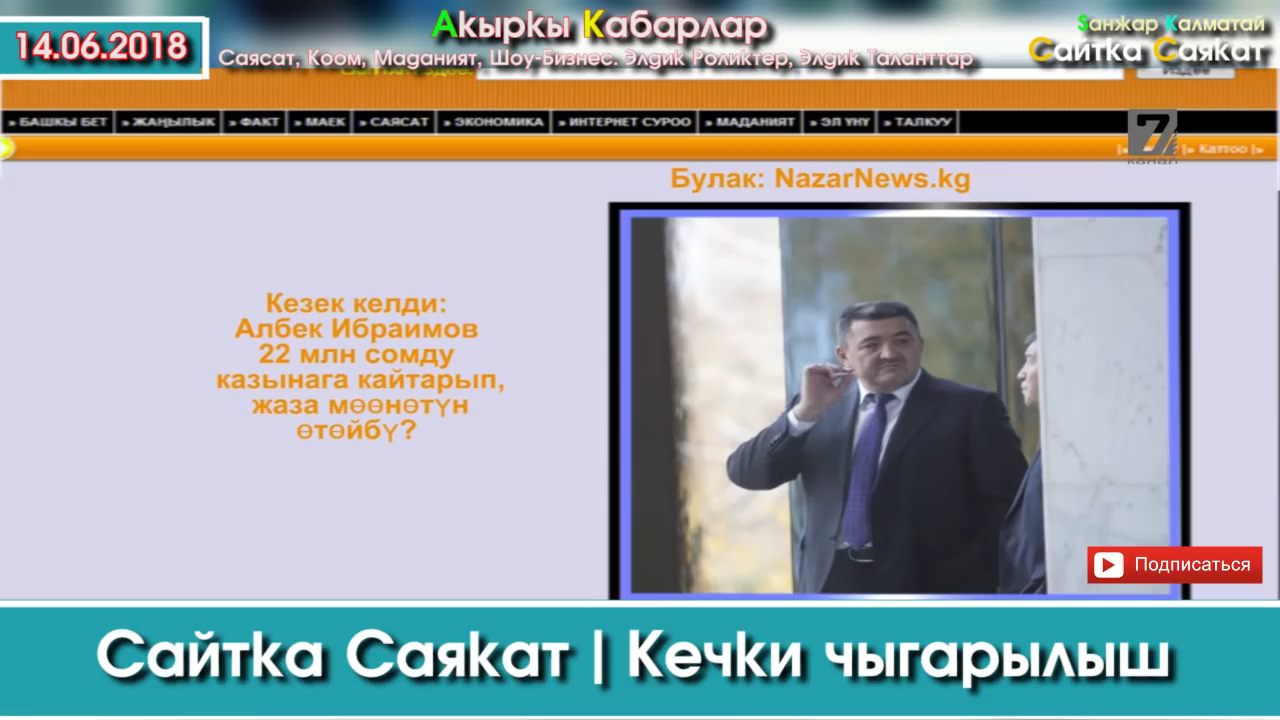 14.06.2018
Акыркы Кабарлар
Саясат, Коом, Маданият, Шоу-Бизнес. Элдик Роликтер, Элдик Таланттар
Sанжар Калматай
Сайтка Саякат
» БАШКЫ БЕТ » ЖАҢЫЛЫК » ФАКТ » МАЕК » САЯСАТ » ЭКОНОМИКА » ИНТЕРНЕТ СУРОО » МАДАНИЯТ » ЭЛ ҮНҮ » ТАЛКУУ
7
канал
|» Каттоо |»
Булак: NazarNews.kg
Кезек келди:
Албек Ибраимов
22 млн сомду
казынага кайтарып,
жаза мөөнөтүн
өтөйбү?
Подписаться
Сайтка Саякат | Кечки чыгарылыш